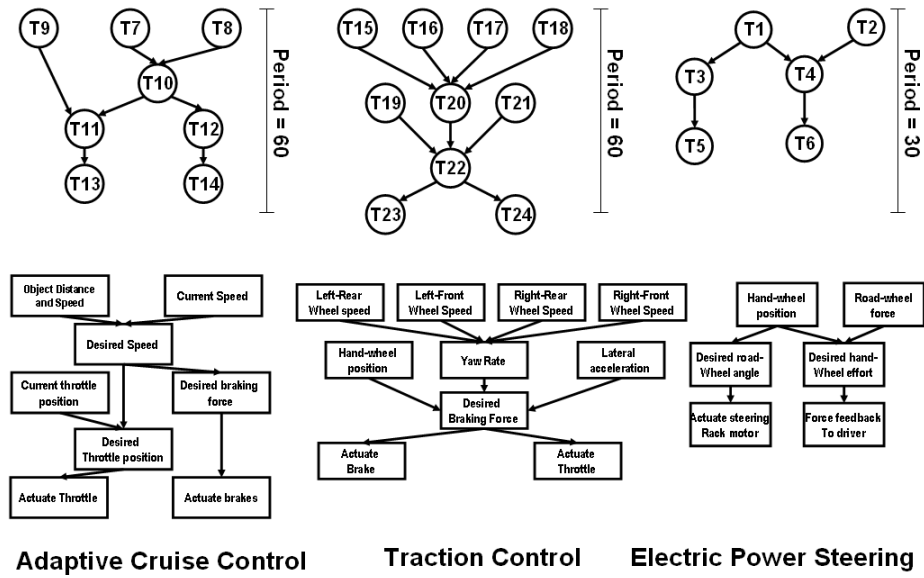 T9
T7
T8
T10
T11
T12
T13
T14
Period = 60
T15
T16
T17
T18
T19
T20
T21
T22
T23
T24
Period = 60
T1
T2
T3
T4
T5
T6
Period = 30
Object Distance
and Speed
Current Speed
Desired Speed
Current throttle
position
Desired braking
force
Desired
Throttle position
Actuate Throttle
Actuate brakes
Left-Rear
Wheel speed
Left-Front
Wheel Speed
Right-Rear
Wheel Speed
Right-Front
Wheel Speed
Hand-wheel
position
Yaw Rate
Lateral
acceleration
Desired
Braking Force
Actuate
Brake
Actuate
Throttle
Hand-wheel
position
Road-wheel
force
Desired road-
Wheel angle
Desired hand-
Wheel effort
Actuate steering
Rack motor
Force feedback
To driver
Adaptive Cruise Control
Traction Control
Electric Power Steering